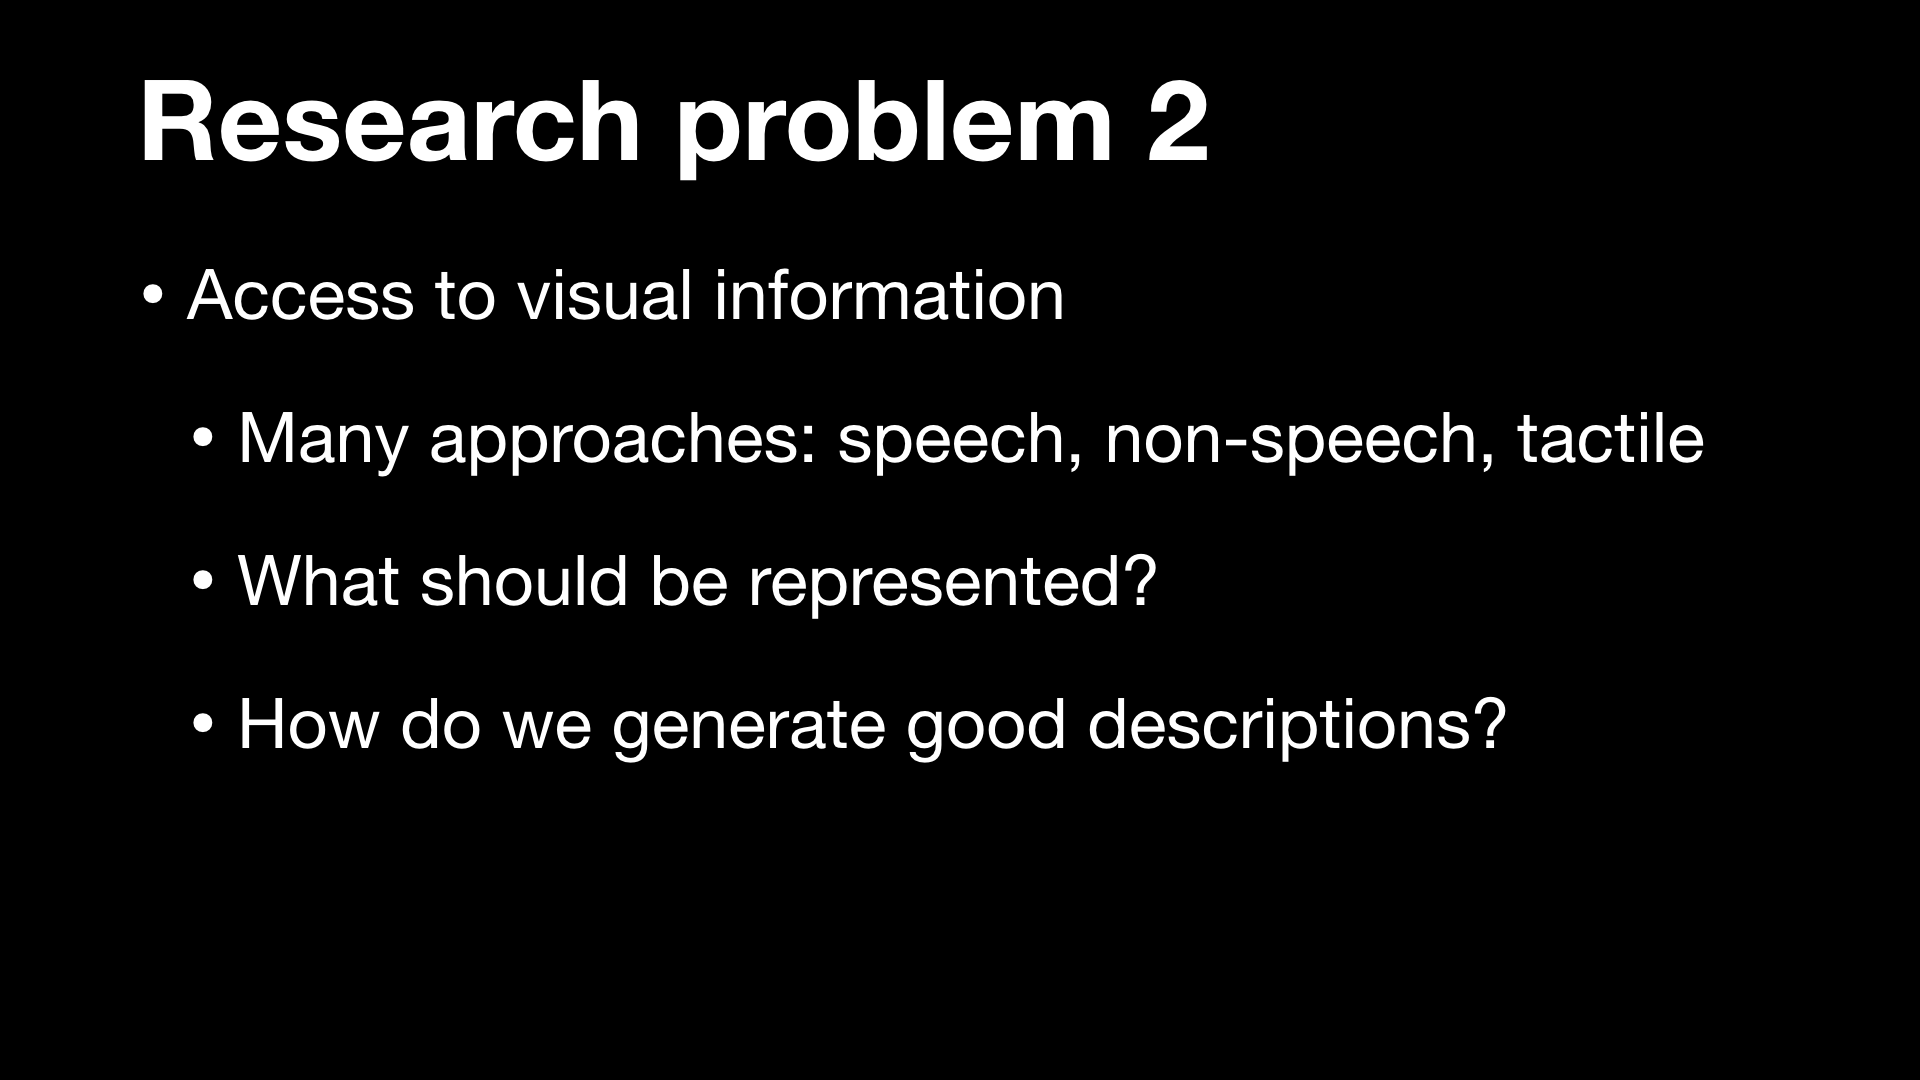 Research problem 2
• Access to visual information
• Many approaches: speech, non-speech, tactile
• What should be represented?
• How do we generate good descriptions?